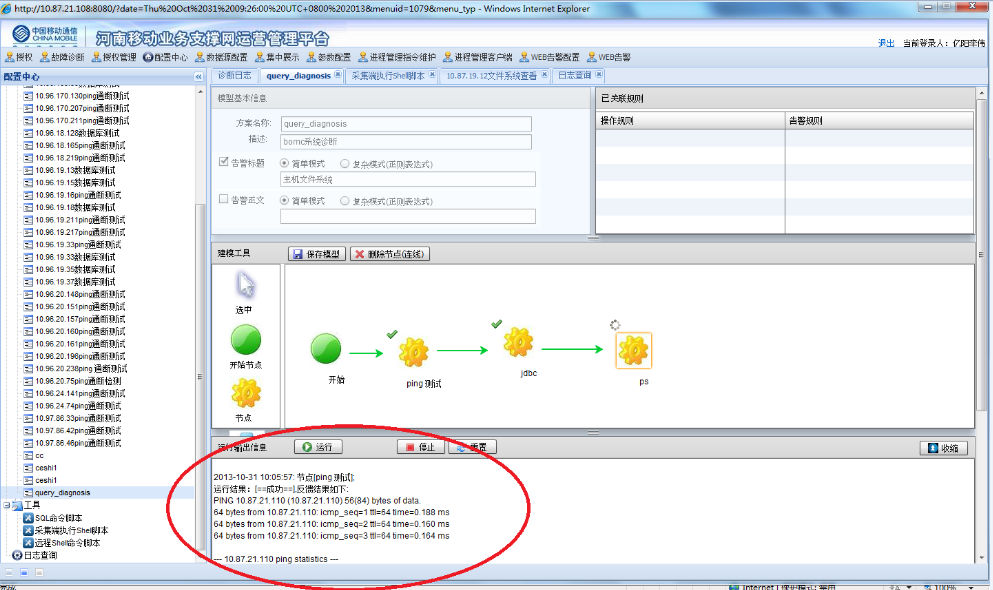 http://10.87.21.108:8080/?date=Thu%20Oct%2031%2009:26:00%20UTC+0800%202013&menuid=1079&menu_typ - Windows Internet Explorer
中国移动通信
CHINA MOBILE
河南移动业务支撑网运营管理平台
退出 当前登录人：亿阳李伟
授权 故障诊断 授权管理 配置中心 数据源配置 集中展示 参数配置 进程管理指令维护 进程管理客户端 WEB告警配置 WEB告警
配置中心
诊断日志 query_diagnosis 采集端执行Shell脚本 10.87.19.12文件系统查看 日志查询
10.96.170.130ping通断测试
10.96.170.207ping通断测试
10.96.170.211ping通断测试
10.96.18.128数据库测试
10.96.18.165ping通断测试
10.96.18.219ping通断测试
10.96.19.13数据库测试
10.96.19.15数据库测试
10.96.19.16ping通断测试
10.96.19.18数据库测试
10.96.19.211ping通断测试
10.96.19.217ping通断测试
10.96.19.33ping通断测试
10.96.19.33数据库测试
10.96.19.35数据库测试
10.96.19.37数据库测试
10.96.20.148ping通断测试
10.96.20.151ping通断测试
10.96.20.157ping通断测试
10.96.20.160ping通断测试
10.96.20.161ping通断测试
10.96.20.196ping通断测试
10.96.20.238ping 通断测试
10.96.20.75ping通断检测
10.96.24.141ping通断测试
10.96.24.74ping通断测试
10.97.86.33ping通断测试
10.97.86.42ping通断测试
10.97.86.46ping通断测试
cc
ceshi1
ceshi1
query_diagnosis
工具
SQL命令脚本
采集端执行Shell脚本
远程Shell命令脚本
日志查询
模型基本信息
方案名称: query_diagnosis
描述: bomc系统诊断
告警标题 简单模式 复杂模式(正则表达式)
主机文件系统
告警正文 简单模式 复杂模式(正则表达式)
已关联规则
操作规则 告警规则
建模工具 保存模型 删除节点(连线)
选中
开始节点
节点
开始
ping 测试
jdbc
ps
运行输出信息 运行 停止 重置 收缩
2013-10-31 10:05:57: 节点[ping 测试];
运行结果: [==成功==],反馈结果如下:
PING 10.87.21.110 (10.87.21.110) 56(84) bytes of data.
64 bytes from 10.87.21.110: icmp_seq=1 ttl=64 time=0.188 ms
64 bytes from 10.87.21.110: icmp_seq=2 ttl=64 time=0.160 ms
64 bytes from 10.87.21.110: icmp_seq=3 ttl=64 time=0.164 ms
--- 10.87.21.110 ping statistics ---